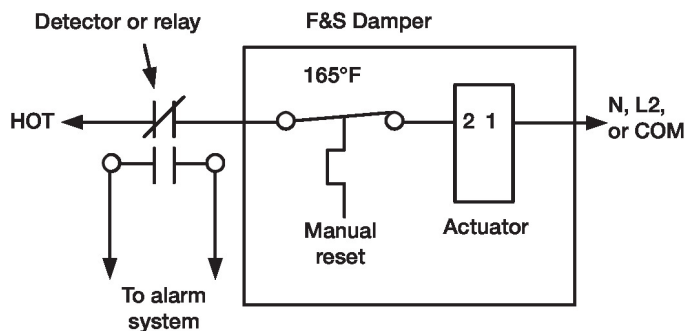 Detector or relay
F&S Damper
165°F
HOT
2 1
N, L2,
or COM
Manual
reset
Actuator
To alarm
system